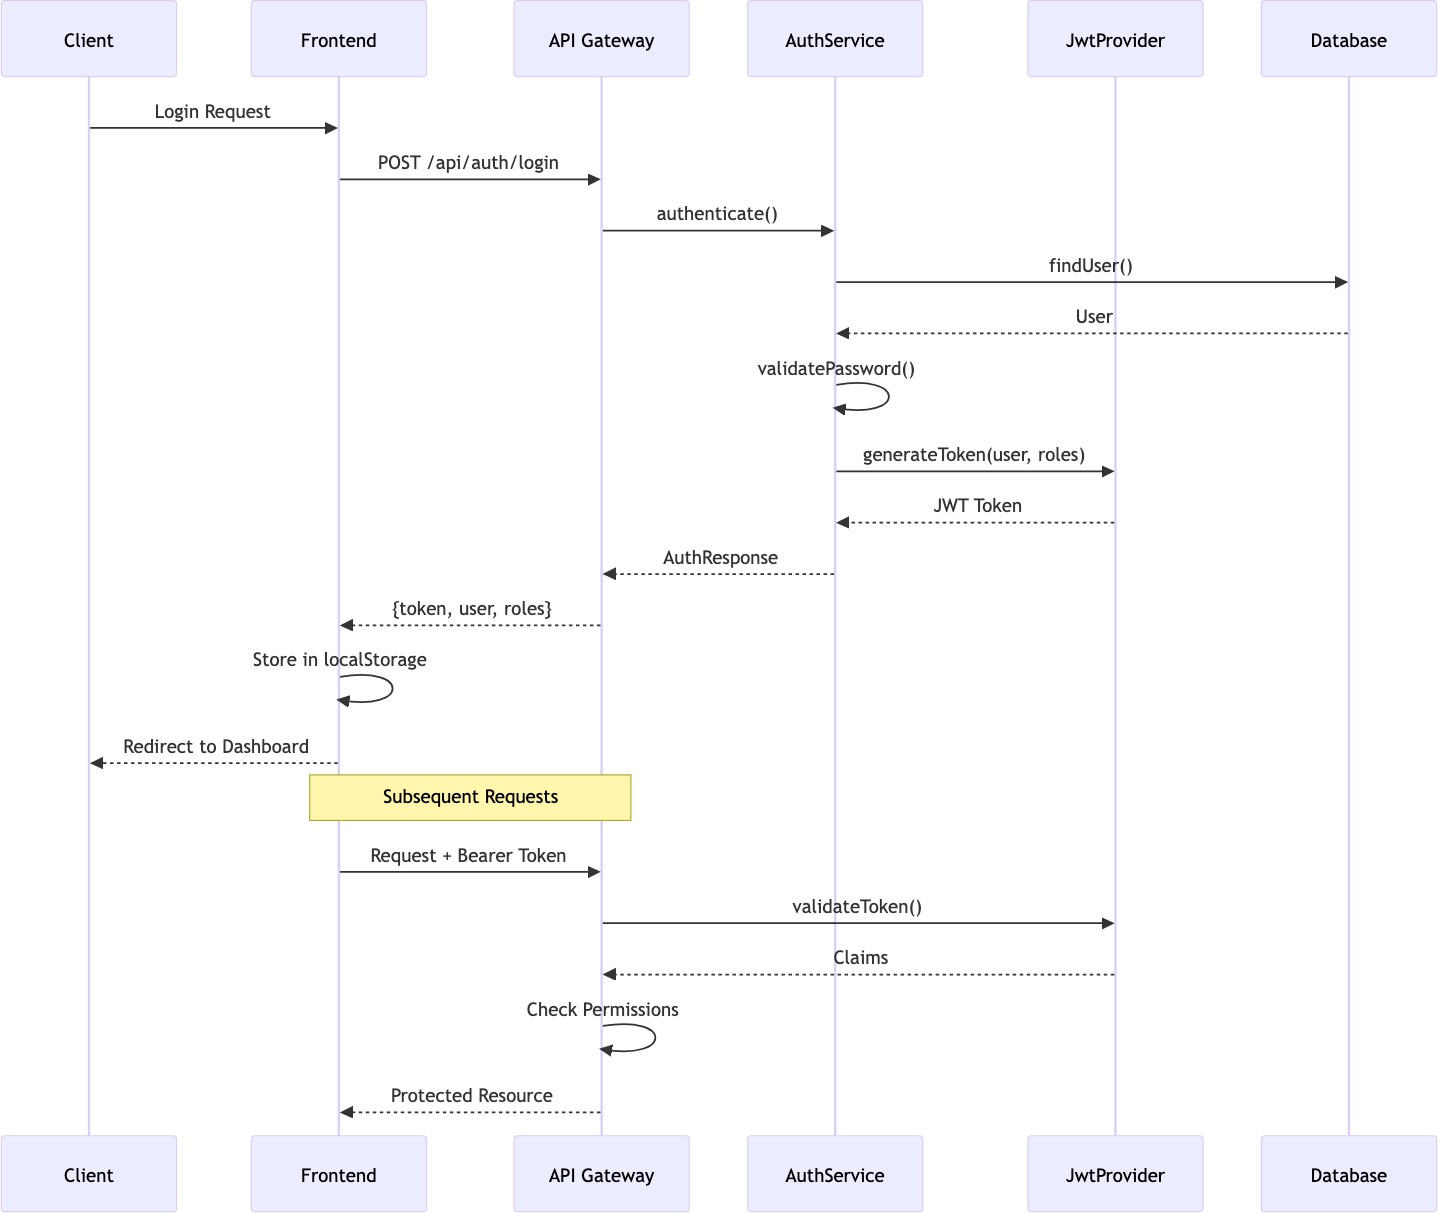 Client
Frontend
API Gateway
AuthService
JwtProvider
Database
Login Request
POST /api/auth/login
authenticate()
findUser()
User
validatePassword()
generateToken(user, roles)
JWT Token
AuthResponse
{token, user, roles}
Store in localStorage
Redirect to Dashboard
Subsequent Requests
Request + Bearer Token
validateToken()
Claims
Check Permissions
Protected Resource
Client
Frontend
API Gateway
AuthService
JwtProvider
Database